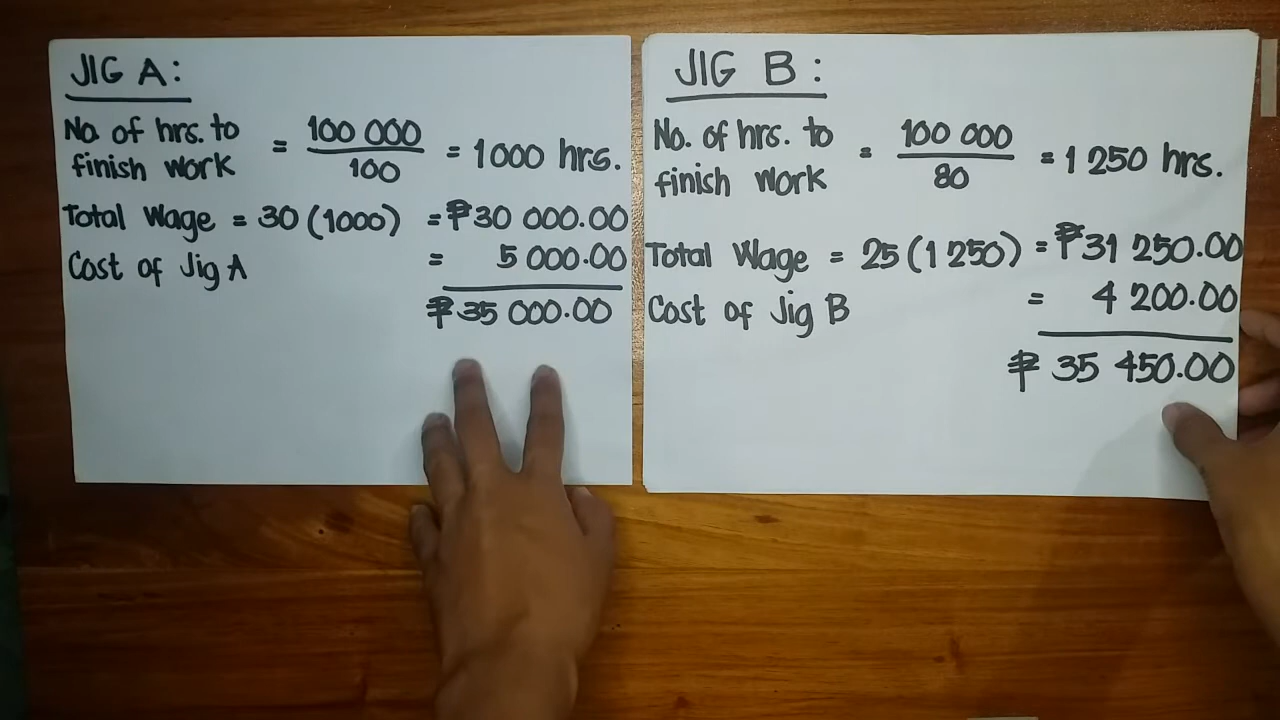 JIG A:
No. of hrs. to finish work = 100 000 / 100 = 1000 hrs.
Total Wage = 30 (1000) = ₱30 000.00
Cost of Jig A = 5 000.00
₱35 000.00
JIG B:
No. of hrs. to finish work = 100 000 / 80 = 1 250 hrs.
Total Wage = 25 (1 250) = ₱31 250.00
Cost of Jig B = 4 200.00
₱ 35 450.00